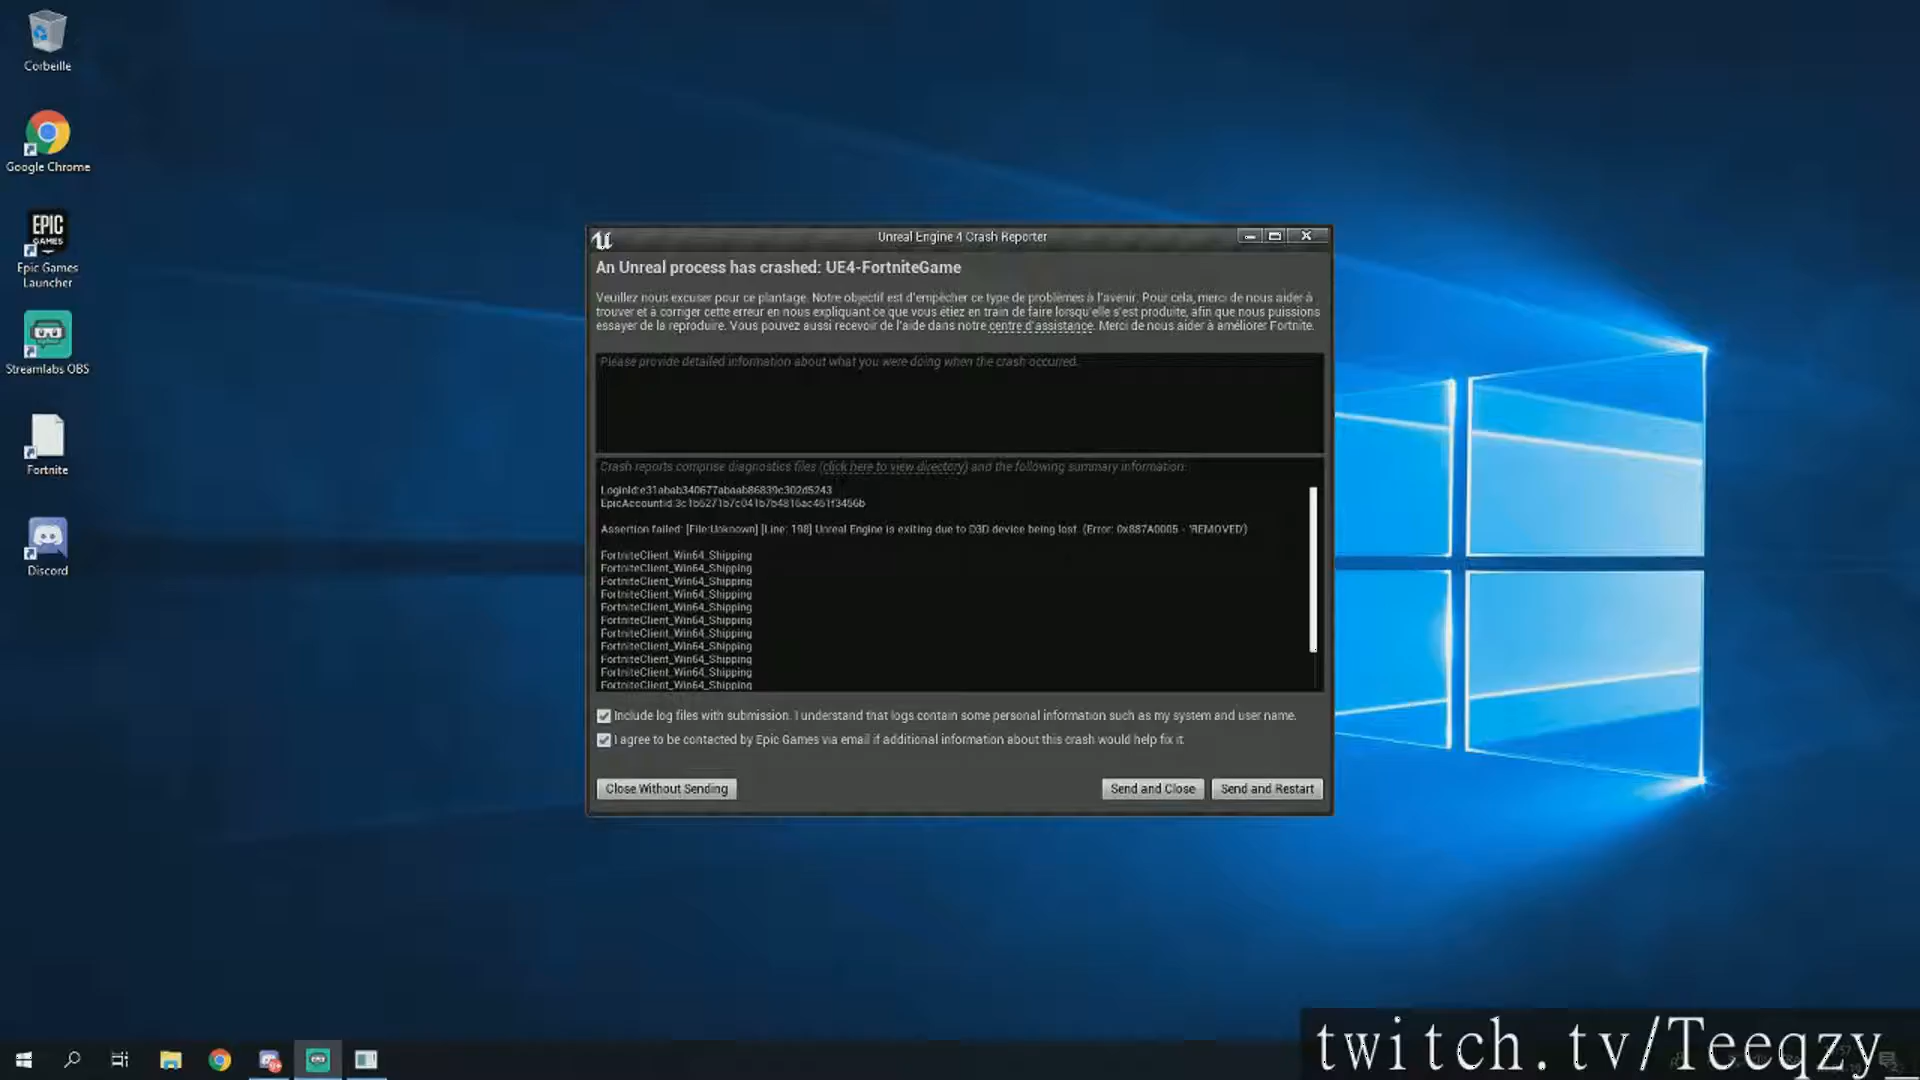 Corbeille
Google Chrome
EPIC
GAMES
Epic Games
Launcher
Streamlabs OBS
Fortnite
Discord
Unreal Engine 4 Crash Reporter
An Unreal process has crashed: UE4-FortniteGame
Veuillez nous excuser pour ce plantage. Notre objectif est d'empêcher ce type de problèmes à l'avenir. Pour cela, merci de nous aider à
trouver et à corriger cette erreur en nous expliquant ce que vous étiez en train de faire lorsqu'elle s'est produite, afin que nous puissions
essayer de la reproduire. Vous pouvez aussi recevoir de l'aide dans notre centre d'assistance. Merci de nous aider à améliorer Fortnite.
Please provide detailed information about what you were doing when the crash occurred.
Crash reports comprise diagnostics files (click here to view directory) and the following summary information:
LoginId:e31abab340677abaab86839c302d5243
EpicAccountId:3c1b5271b7c041b7b4816ac461f3456b
Assertion failed: [File:Unknown] [Line: 198] Unreal Engine is exiting due to D3D device being lost. (Error: 0x887A0005 - 'REMOVED')
FortniteClient_Win64_Shipping
FortniteClient_Win64_Shipping
FortniteClient_Win64_Shipping
FortniteClient_Win64_Shipping
FortniteClient_Win64_Shipping
FortniteClient_Win64_Shipping
FortniteClient_Win64_Shipping
FortniteClient_Win64_Shipping
FortniteClient_Win64_Shipping
FortniteClient_Win64_Shipping
FortniteClient_Win64_Shipping
Include log files with submission. I understand that logs contain some personal information such as my system and user name.
I agree to be contacted by Epic Games via email if additional information about this crash would help fix it.
Close Without Sending
Send and Close
Send and Restart
twitch.tv/Teeqzy_